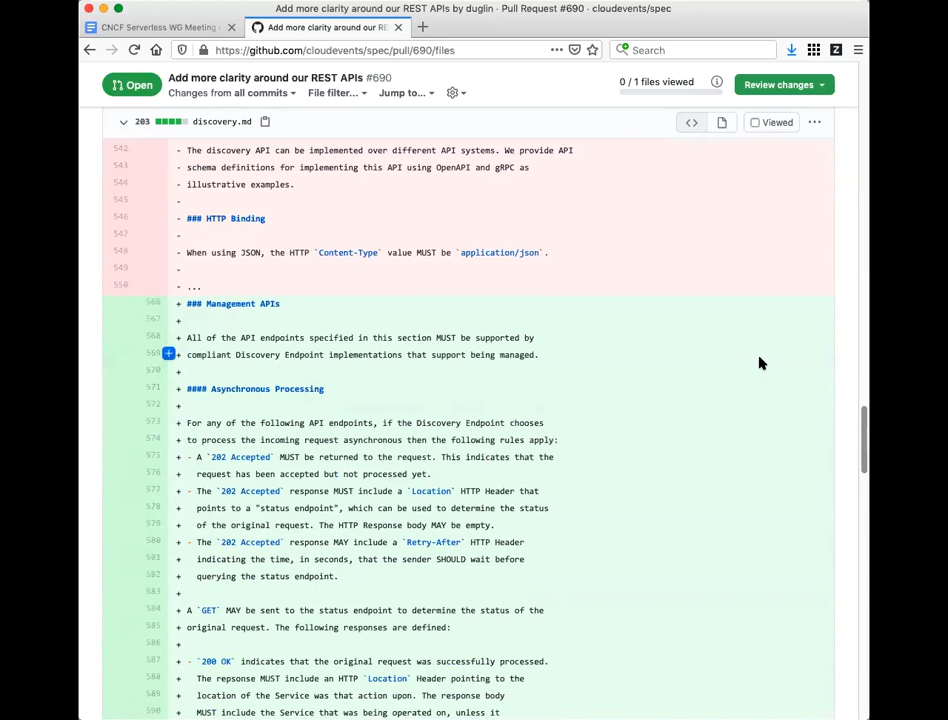 Add more clarity around our REST APIs by duglin · Pull Request #690 · cloudevents/spec
CNCF Serverless WG Meeting
Add more clarity around our RE
https://github.com/cloudevents/spec/pull/690/files
Search
Open
Add more clarity around our REST APIs #690
Changes from all commits
File filter...
Jump to...
0 / 1 files viewed
Review changes
203
discovery.md
Viewed
542 - The discovery API can be implemented over different API systems. We provide API
543 - schema definitions for implementing this API using OpenAPI and gRPC as
544 - illustrative examples.
545 -
546 - ### HTTP Binding
547 -
548 - When using JSON, the HTTP `Content-Type` value MUST be `application/json`.
549 -
550 - ...
566 + ### Management APIs
567 +
568 + All of the API endpoints specified in this section MUST be supported by
569 + compliant Discovery Endpoint implementations that support being managed.
570 +
571 + #### Asynchronous Processing
572 +
573 + For any of the following API endpoints, if the Discovery Endpoint chooses
574 + to process the incoming request asynchronous then the following rules apply:
575 + - A `202 Accepted` MUST be returned to the request. This indicates that the
576 + request has been accepted but not processed yet.
577 + - The `202 Accepted` response MUST include a `Location` HTTP Header that
578 + points to a "status endpoint", which can be used to determine the status
579 + of the original request. The HTTP Response body MAY be empty.
580 + - The `202 Accepted` response MAY include a `Retry-After` HTTP Header
581 + indicating the time, in seconds, that the sender SHOULD wait before
582 + querying the status endpoint.
583 +
584 + A `GET` MAY be sent to the status endpoint to determine the status of the
585 + original request. The following responses are defined:
586 +
587 + - `200 OK` indicates that the original request was successfully processed.
588 + The repsonse MUST include an HTTP `Location` Header pointing to the
589 + location of the Service was that action upon. The response body
590 + MUST include the Service that was being operated on, unless it